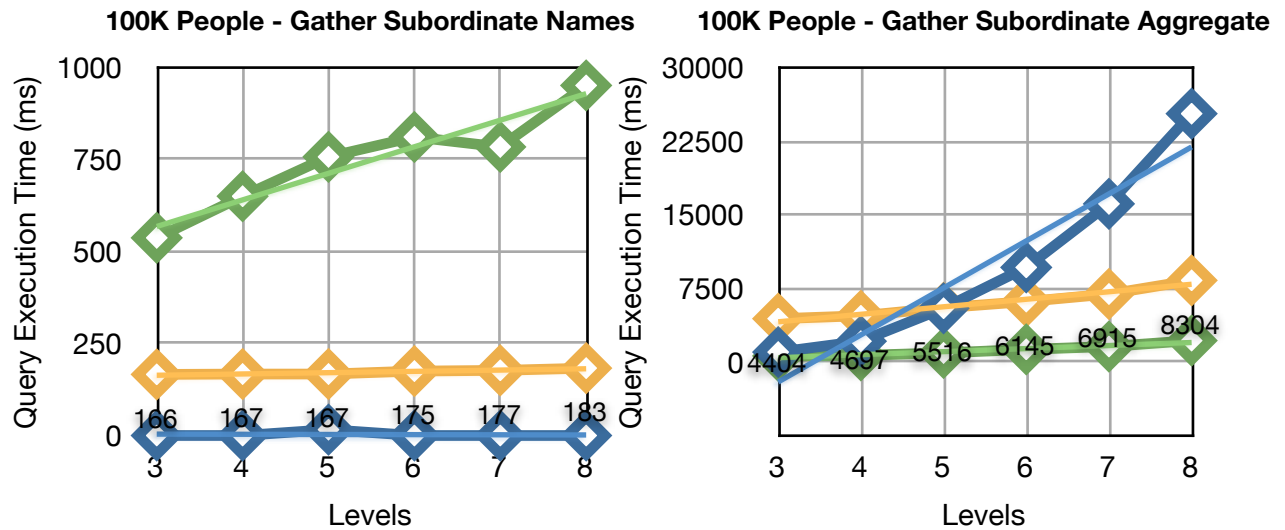 100K People - Gather Subordinate Names
Query Execution Time (ms)
1000
750
500
250
0
166 167 167 175 177 183
3 4 5 6 7 8
Levels
100K People - Gather Subordinate Aggregate
Query Execution Time (ms)
30000
22500
15000
7500
0
4404 4697 5516 6145 6915 8304
3 4 5 6 7 8
Levels